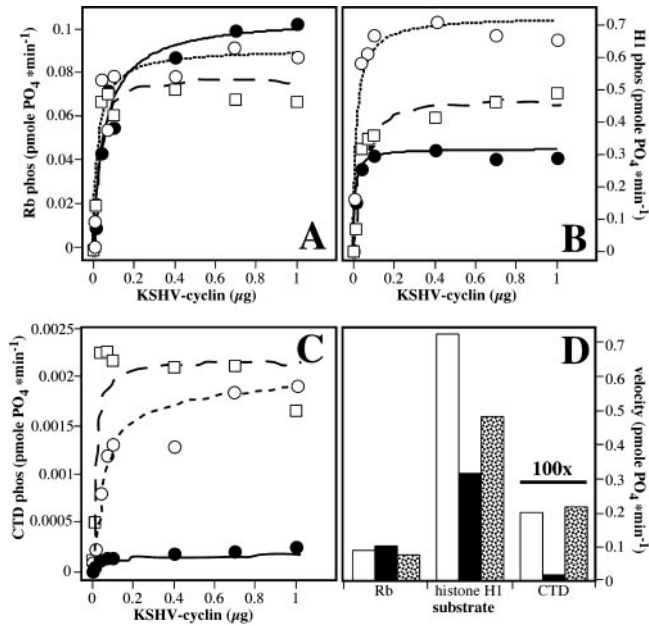 Rb phos (pmole PO4 *min-1)
0.1
0.08
0.06
0.04
0.02
0
0 0.2 0.4 0.6 0.8 1
KSHV-cyclin (µg)
A
0 0.2 0.4 0.6 0.8 1
KSHV-cyclin (µg)
B
0.7
0.6
0.5
0.4
0.3
0.2
0.1
0
H1 phos (pmole PO4 *min-1)
CTD phos (pmole PO4 *min-1)
0.0025
0.002
0.0015
0.001
0.0005
0
0 0.2 0.4 0.6 0.8 1
KSHV-cyclin (µg)
C
D
100x
Rb histone H1 CTD
substrate
0.7
0.6
0.5
0.4
0.3
0.2
0.1
0
velocity (pmole PO4 *min-1)